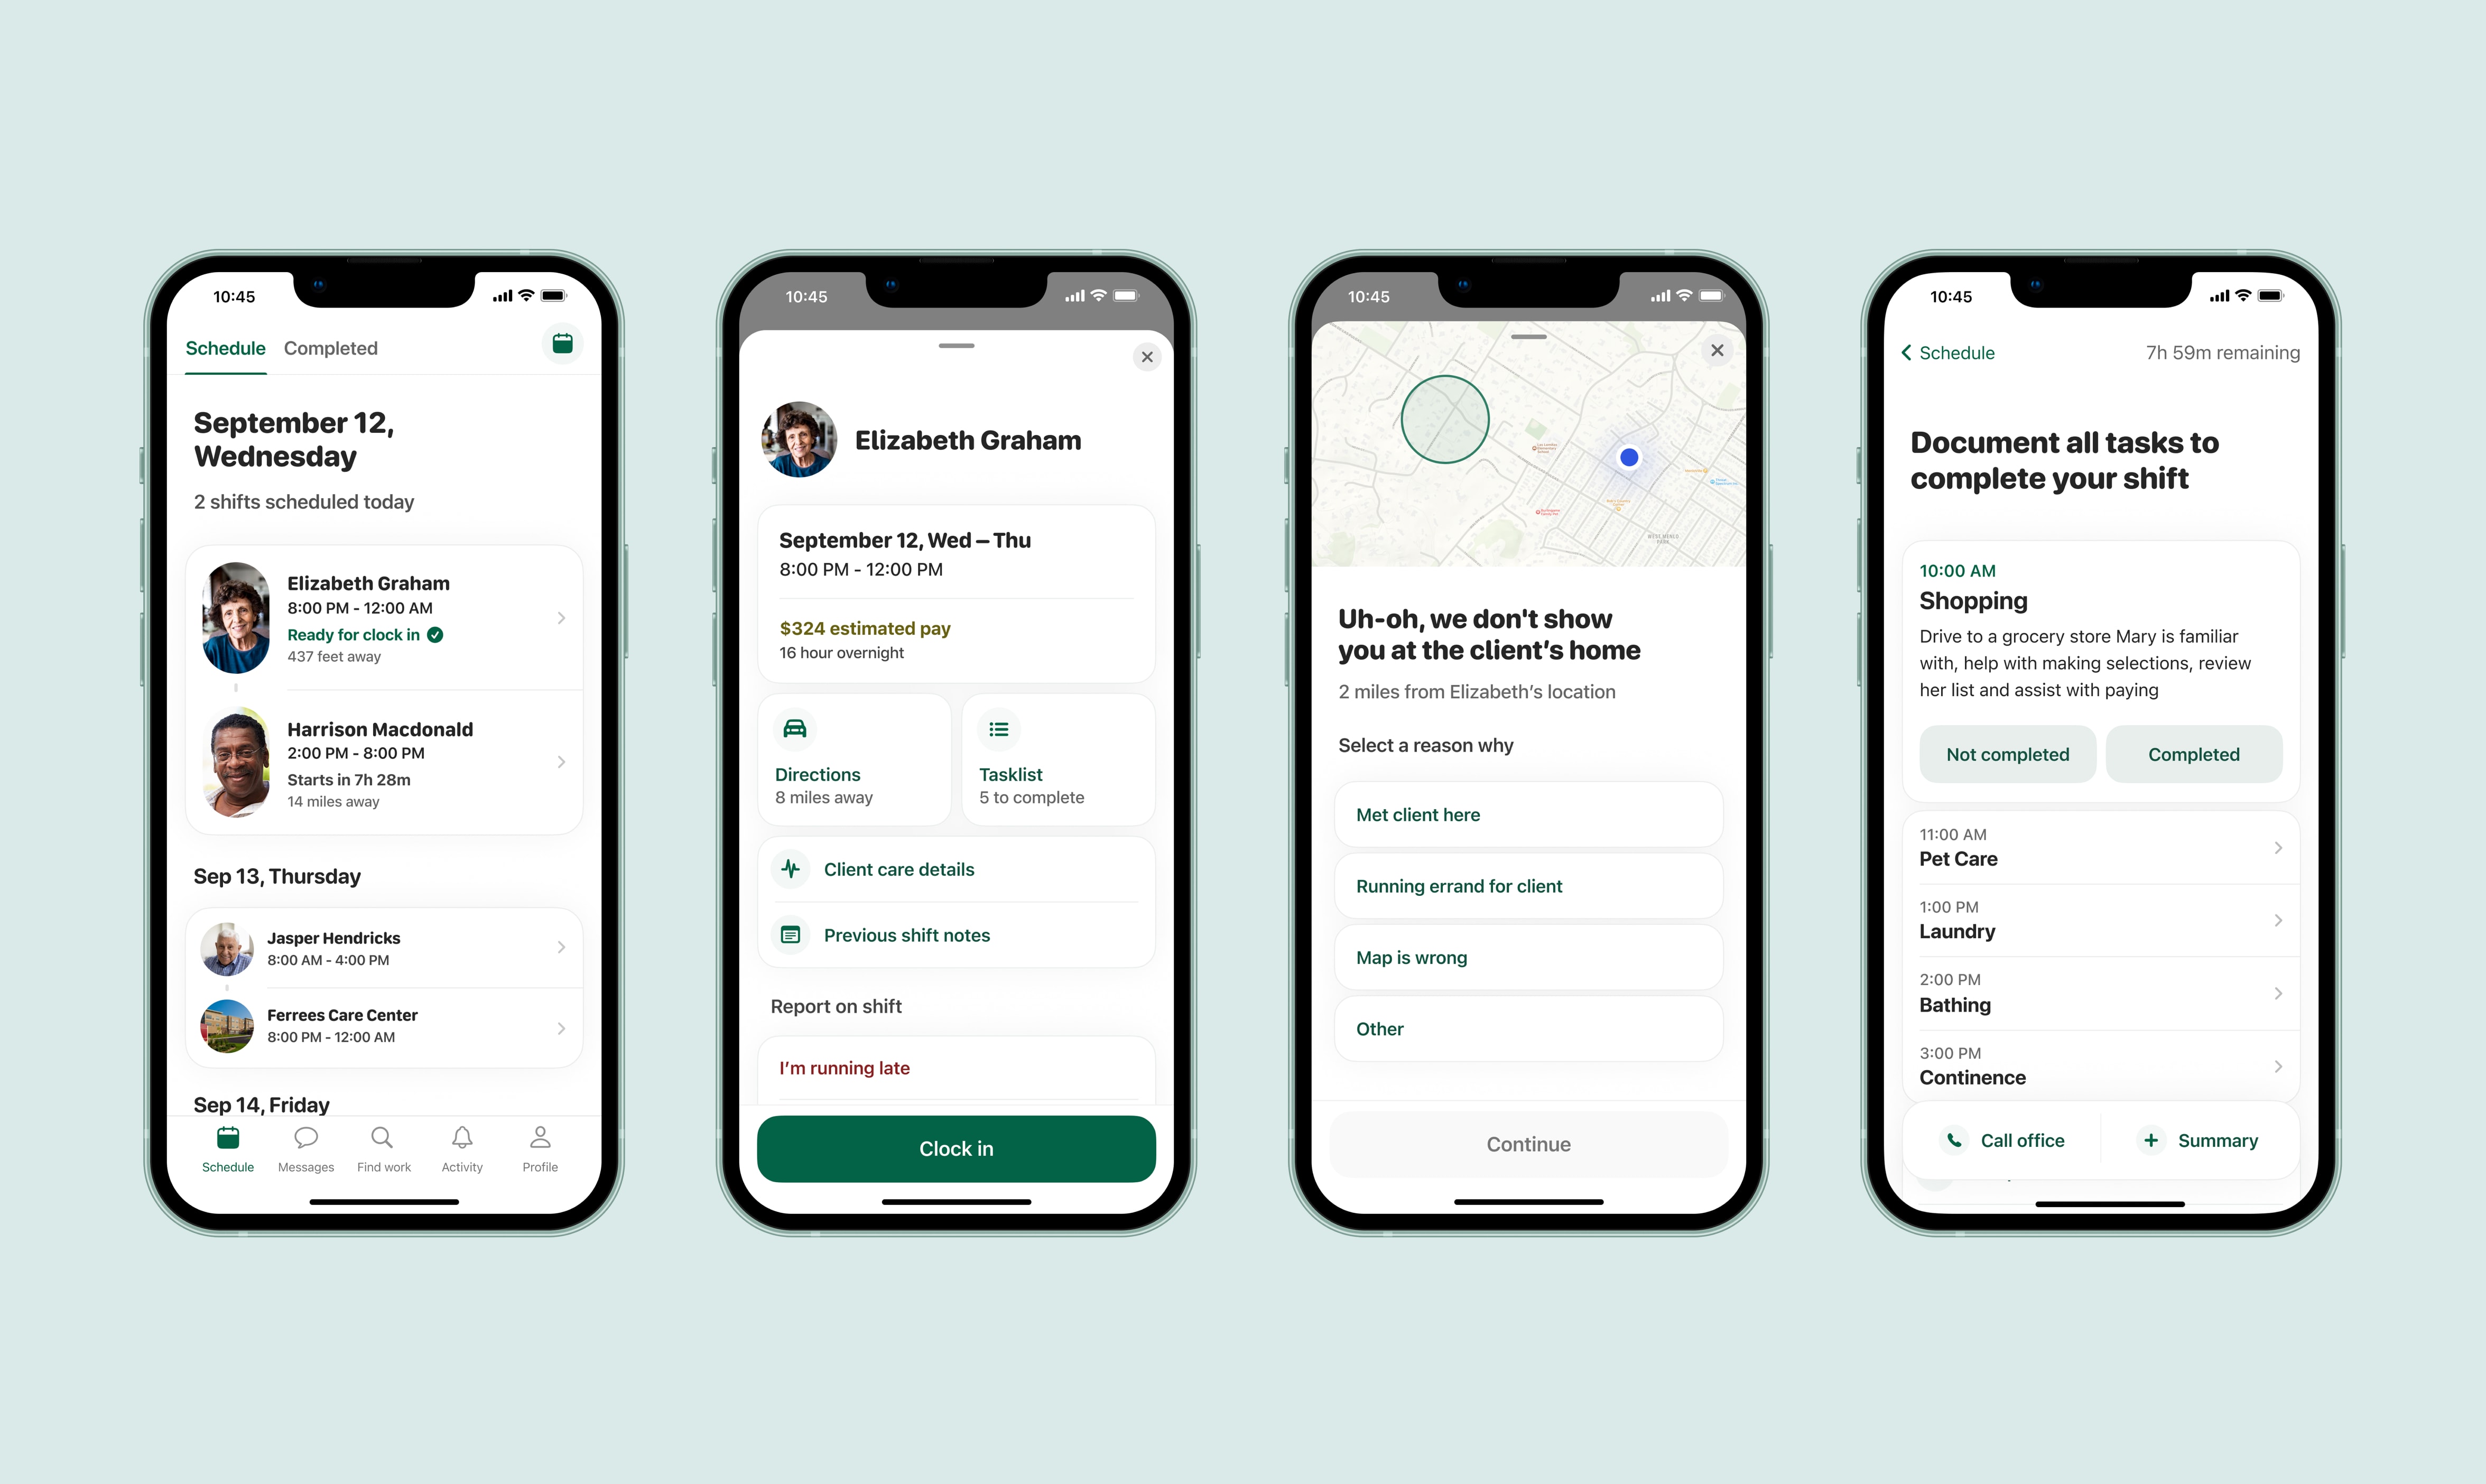 10:45
Schedule
Completed
September 12,
Wednesday
2 shifts scheduled today
Elizabeth Graham
8:00 PM - 12:00 AM
Ready for clock in
437 feet away
Harrison Macdonald
2:00 PM - 8:00 PM
Starts in 7h 28m
14 miles away
Sep 13, Thursday
Jasper Hendricks
8:00 AM - 4:00 PM
Ferrees Care Center
8:00 PM - 12:00 AM
Sep 14, Friday
Schedule
Messages
Find work
Activity
Profile
10:45
Elizabeth Graham
September 12, Wed – Thu
8:00 PM - 12:00 PM
$324 estimated pay
16 hour overnight
Directions
8 miles away
Tasklist
5 to complete
Client care details
Previous shift notes
Report on shift
I’m running late
Clock in
10:45
Uh-oh, we don't show
you at the client’s home
2 miles from Elizabeth’s location
Select a reason why
Met client here
Running errand for client
Map is wrong
Other
Continue
10:45
Schedule
7h 59m remaining
Document all tasks to
complete your shift
10:00 AM
Shopping
Drive to a grocery store Mary is familiar
with, help with making selections, review
her list and assist with paying
Not completed
Completed
11:00 AM
Pet Care
1:00 PM
Laundry
2:00 PM
Bathing
3:00 PM
Continence
Call office
Summary